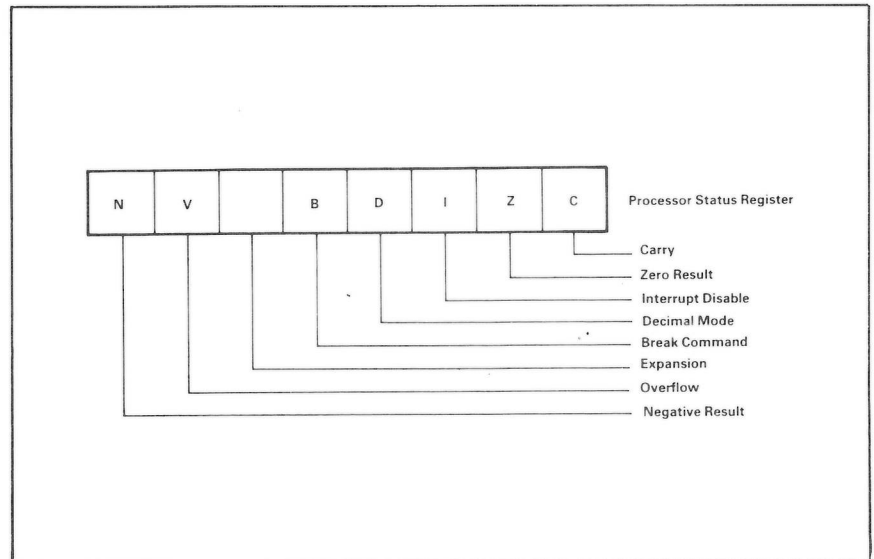 N V B D I Z C Processor Status Register
Carry
Zero Result
Interrupt Disable
Decimal Mode
Break Command
Expansion
Overflow
Negative Result